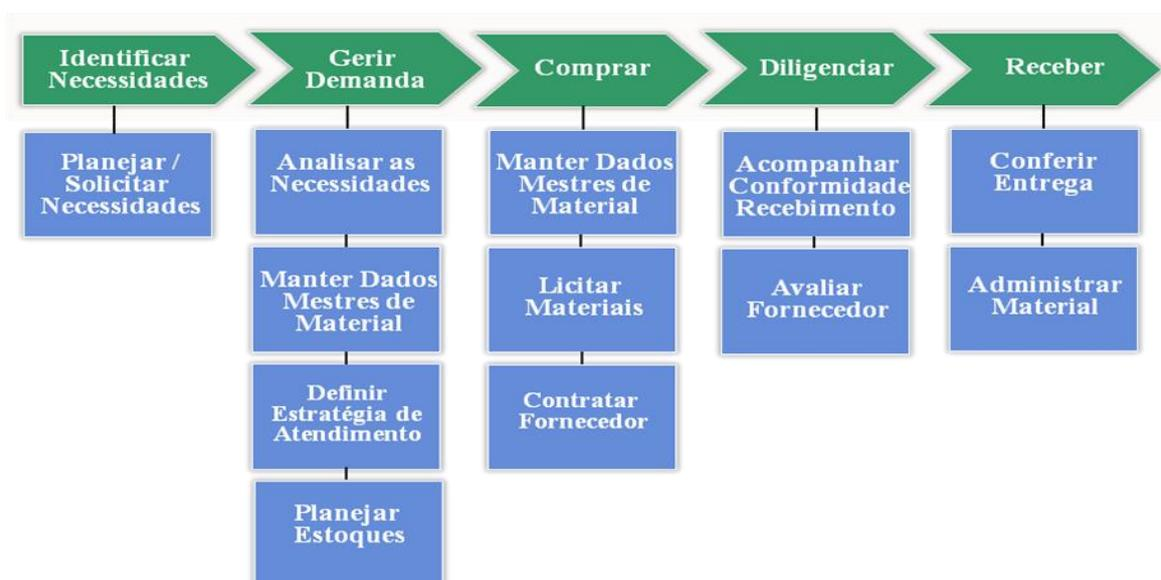 Identificar
Necessidades
Gerir
Demanda
Comprar
Diligenciar
Receber
Planejar /
Solicitar
Necessidades
Analisar as
Necessidades
Manter Dados
Mestres de
Material
Definir
Estratégia de
Atendimento
Planejar
Estoques
Manter Dados
Mestres de
Material
Licitar
Materiais
Contratar
Fornecedor
Acompanhar
Conformidade
Recebimento
Avaliar
Fornecedor
Conferir
Entrega
Administrar
Material